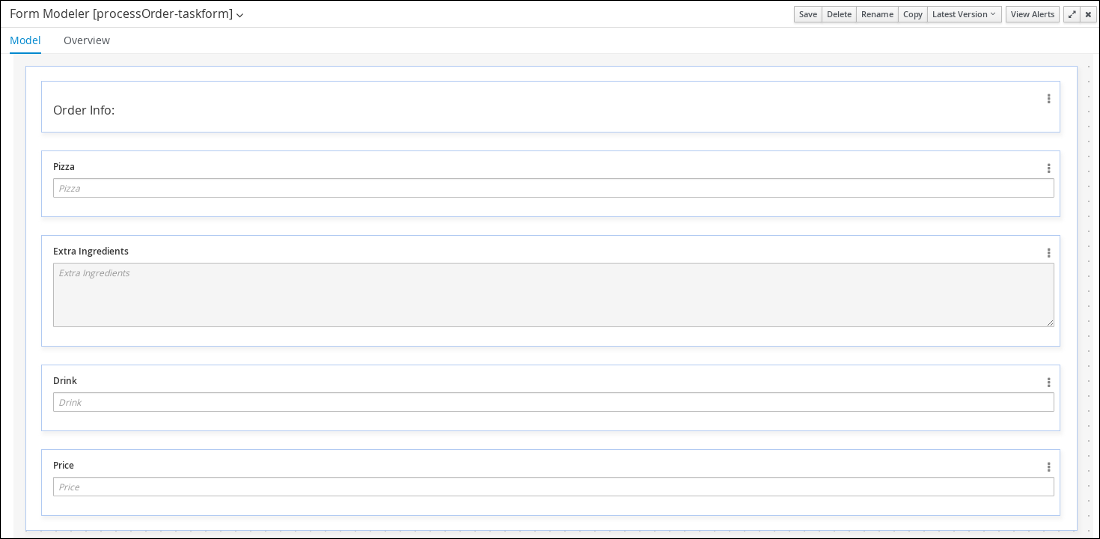 Form Modeler [processOrder-taskform]
Save Delete Rename Copy Latest Version View Alerts
Model Overview
Order Info:
Pizza
Pizza
Extra Ingredients
Extra Ingredients
Drink
Drink
Price
Price